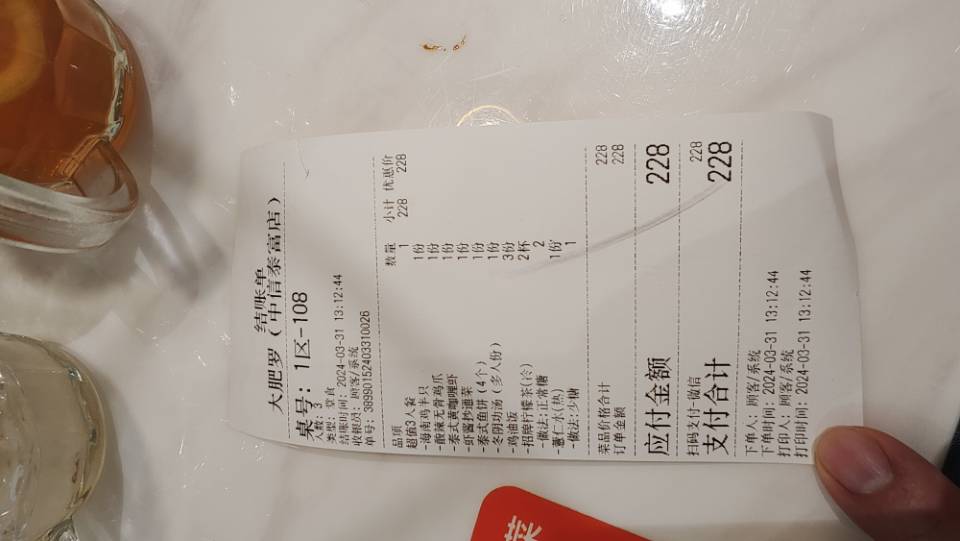 结账单
大肥罗(中信泰富店)
桌号: 1区-108
人数: 3
类型: 堂食
结账时间: 2024-03-31 13:12:44
收银员: 顾客/系统
单号: 3899015240331 0026
品项 数量 小计 优惠价
超值3人餐 1 228 228
-海南鸡半只 1份
-酸辣无骨鸡爪 1份
-泰式黄咖喱虾 1份
-虾酱抄通菜 1份
-泰式鱼饼(4个) 1份
-冬阴功汤(多人份) 1份
-鸡油饭 3份
-招牌柠檬茶(冷) 2杯
-做法:正常糖 2
-薏仁水(热) 1份
-做法:少糖 1
菜品价格合计 228
订单金额 228
应付金额 228
扫码支付-微信 228
支付合计 228
下单人: 顾客/系统
下单时间: 2024-03-31 13:12:44
打印人: 顾客/系统
打印时间: 2024-03-31 13:12:44
菜